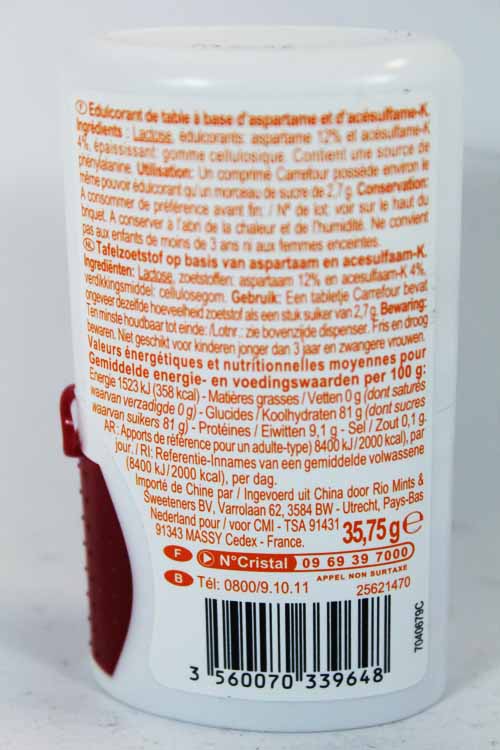 F Edulcorant de table à base d'aspartame et d'acésulfame-K.
Ingrédients : Lactose, édulcorants: aspartame 12% et acésulfame-K
4%, épaississant: gomme cellulosique. Contient une source de
phénylalanine. Utilisation: Un comprimé Carrefour possède environ le
même pouvoir édulcorant qu'un morceau de sucre de 2,7 g. Conservation:
A consommer de préférence avant fin: / N° de lot: voir sur le haut du
briquet. A conserver à l'abri de la chaleur et de l'humidité. Ne convient
pas aux enfants de moins de 3 ans ni aux femmes enceintes.
NL Tafelzoetstof op basis van aspartaam en acesulfaam-K.
Ingrediënten: Lactose, zoetstoffen: aspartaam 12% en acesulfaam-K 4%,
verdikkingsmiddel: cellulosegom. Gebruik: Een tabletje Carrefour bevat
ongeveer dezelfde hoeveelheid zoetstof als een stuk suiker van 2,7 g. Bewaring:
Ten minste houdbaar tot einde: /Lotnr.: zie bovenzijde dispenser. Fris en droog
bewaren. Niet geschikt voor kinderen jonger dan 3 jaar en zwangere vrouwen.
Valeurs énergétiques et nutritionnelles moyennes pour
Gemiddelde energie- en voedingswaarden per 100 g:
Energie 1523 kJ (358 kcal) - Matières grasses / Vetten 0 g (dont saturés
waarvan verzadigde 0 g) - Glucides / Koolhydraten 81 g (dont sucres
waarvan suikers 81 g) - Protéines / Eiwitten 9,1 g - Sel / Zout 0,1 g.
AR: Apports de référence pour un adulte-type) 8400 kJ / 2000 kcal), par
jour. / RI: Referentie-Innames van een gemiddelde volwassene
(8400 kJ / 2000 kcal), per dag.
Importé de Chine par / Ingevoerd uit China door Rio Mints &
Sweeteners BV, Varrolaan 62, 3584 BW - Utrecht, Pays-Bas
Nederland pour / voor CMI - TSA 91431
91343 MASSY Cedex - France. 35,75 g ℮
F N°Cristal 09 69 39 7000
APPEL NON SURTAXE
B Tél: 0800/9.10.11 25621470
7040679C
3 560070 339648